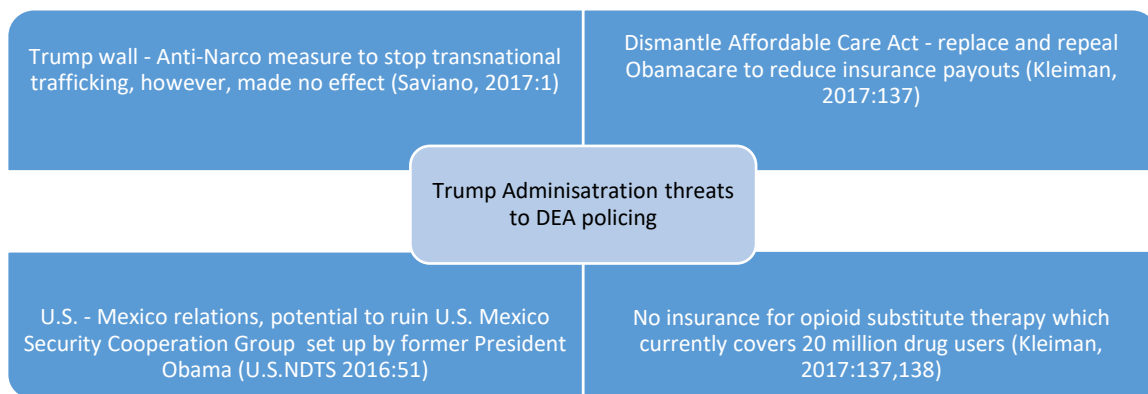 Trump wall - Anti-Narco measure to stop transnational
trafficking, however, made no effect (Saviano, 2017:1)
Dismantle Affordable Care Act - replace and repeal
Obamacare to reduce insurance payouts (Kleiman,
2017:137)
Trump Adminisatration threats
to DEA policing
U.S. - Mexico relations, potential to ruin U.S. Mexico
Security Cooperation Group set up by former President
Obama (U.S.NDTS 2016:51)
No insurance for opioid substitute therapy which
currently covers 20 million drug users (Kleiman,
2017:137,138)